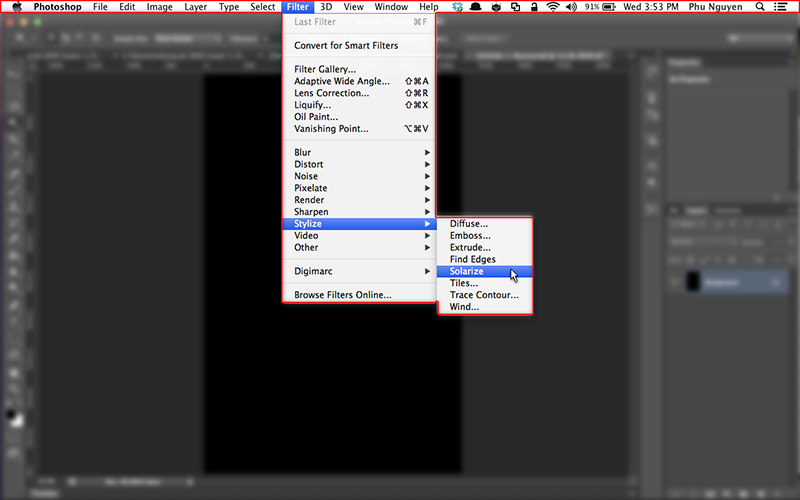 Photoshop File Edit Image Layer Type Select Filter 3D View Window Help 91% Wed 3:53 PM Phu Nguyen
Last Filter ⌘F
Convert for Smart Filters
Filter Gallery...
Adaptive Wide Angle... ⇧⌘A
Lens Correction... ⇧⌘R
Liquify... ⇧⌘X
Oil Paint...
Vanishing Point... ⌥⌘V
Blur
Distort
Noise
Pixelate
Render
Sharpen
Stylize
Video
Other
Digimarc
Browse Filters Online...
Diffuse...
Emboss...
Extrude...
Find Edges
Solarize
Tiles...
Trace Contour...
Wind...